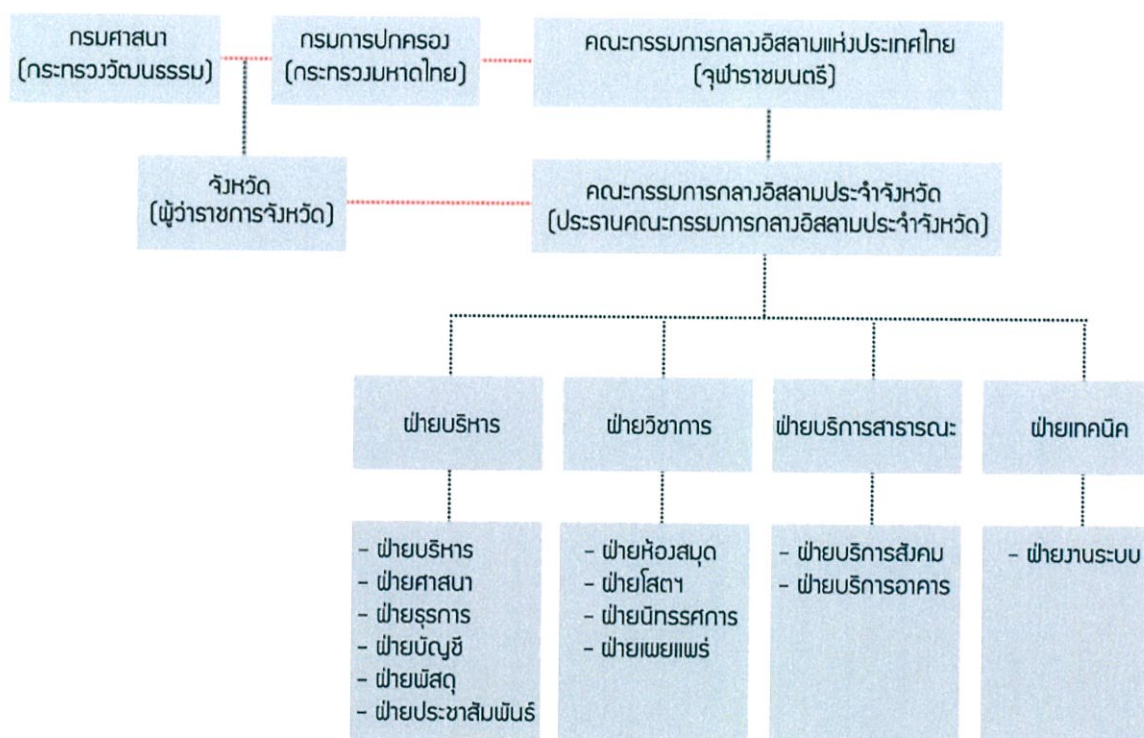 กรมศาสนา
(กระทรวงวัฒนธรรม)
กรมการปกครอง
(กระทรวงมหาดไทย)
คณะกรรมการกลางอิสลามแห่งประเทศไทย
(จุฬาราชมนตรี)
จังหวัด
(ผู้ว่าราชการจังหวัด)
คณะกรรมการกลางอิสลามประจำจังหวัด
(ประธานคณะกรรมการกลางอิสลามประจำจังหวัด)
ฝ่ายบริหาร
ฝ่ายวิชาการ
ฝ่ายบริการสาธารณะ
ฝ่ายเทคนิค
- ฝ่ายบริหาร
- ฝ่ายศาสนา
- ฝ่ายธุรการ
- ฝ่ายบัญชี
- ฝ่ายพัสดุ
- ฝ่ายประชาสัมพันธ์
- ฝ่ายห้องสมุด
- ฝ่ายโสตฯ
- ฝ่ายนิทรรศการ
- ฝ่ายเผยแพร่
- ฝ่ายบริการสังคม
- ฝ่ายบริการอาคาร
- ฝ่ายงานระบบ